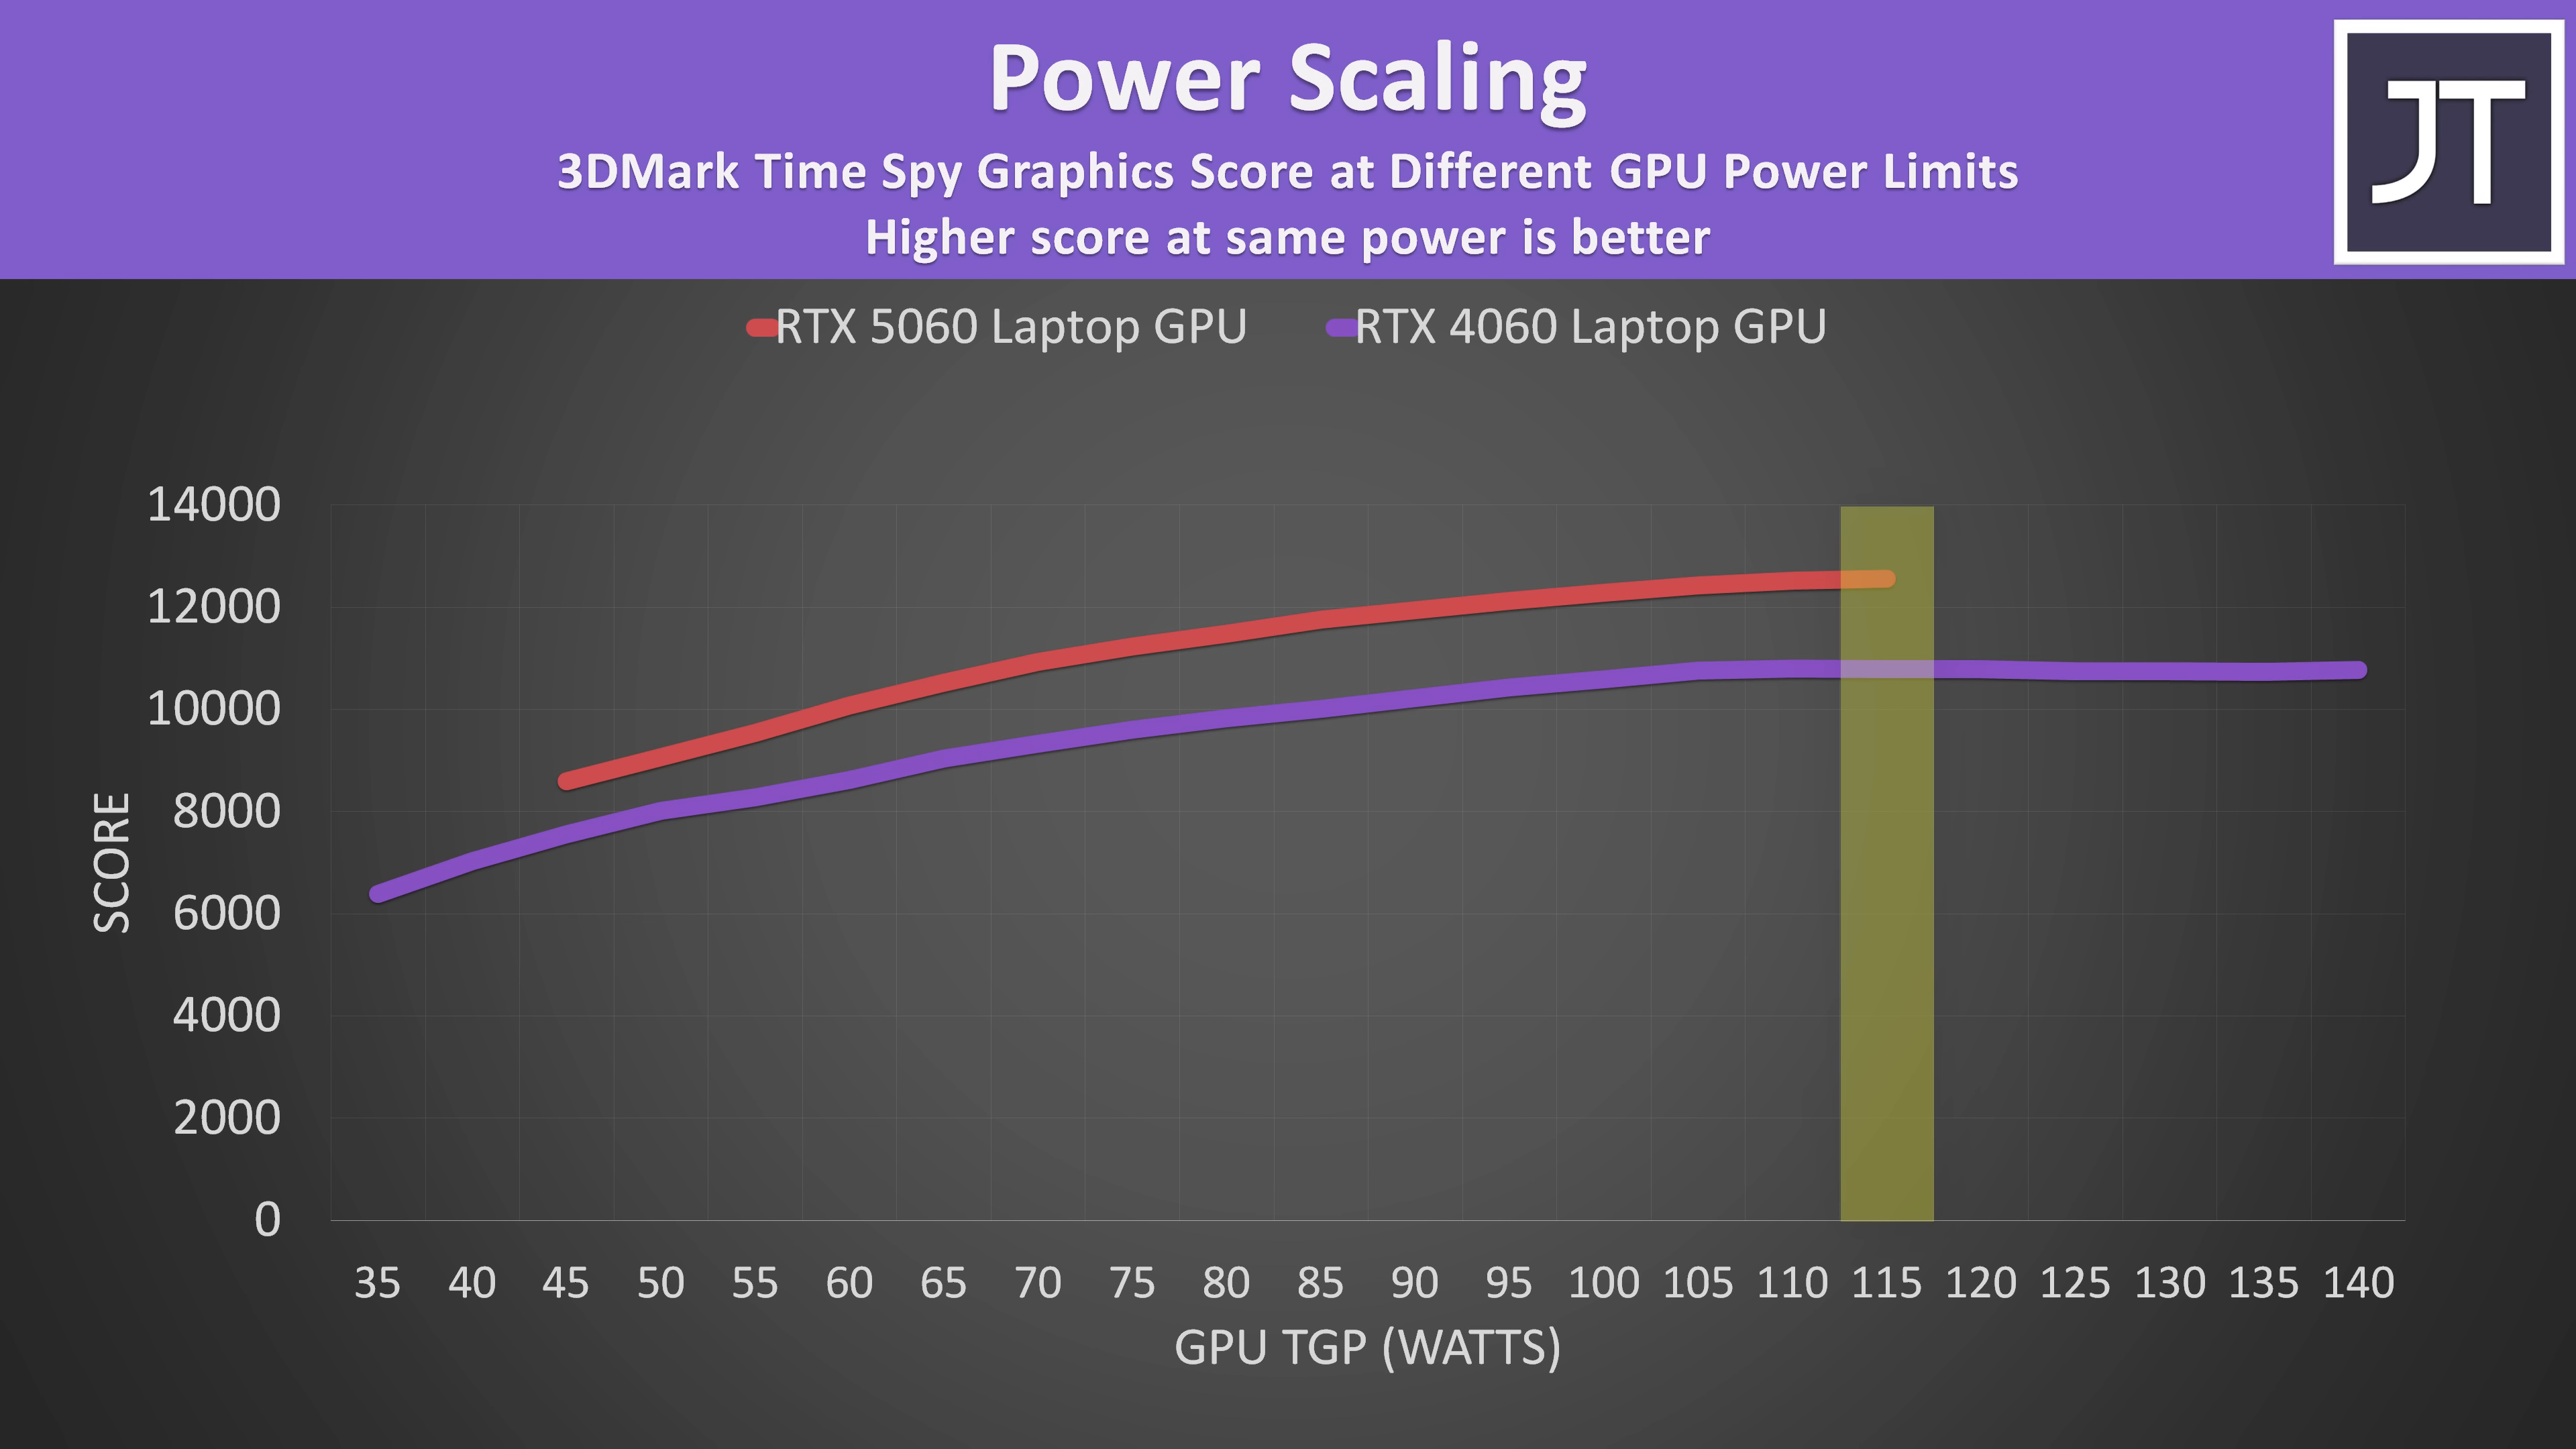 Power Scaling
JT
3DMark Time Spy Graphics Score at Different GPU Power Limits
Higher score at same power is better
RTX 5060 Laptop GPU
RTX 4060 Laptop GPU
14000
12000
10000
8000
6000
4000
2000
0
SCORE
35 40 45 50 55 60 65 70 75 80 85 90 95 100 105 110 115 120 125 130 135 140
GPU TGP (WATTS)